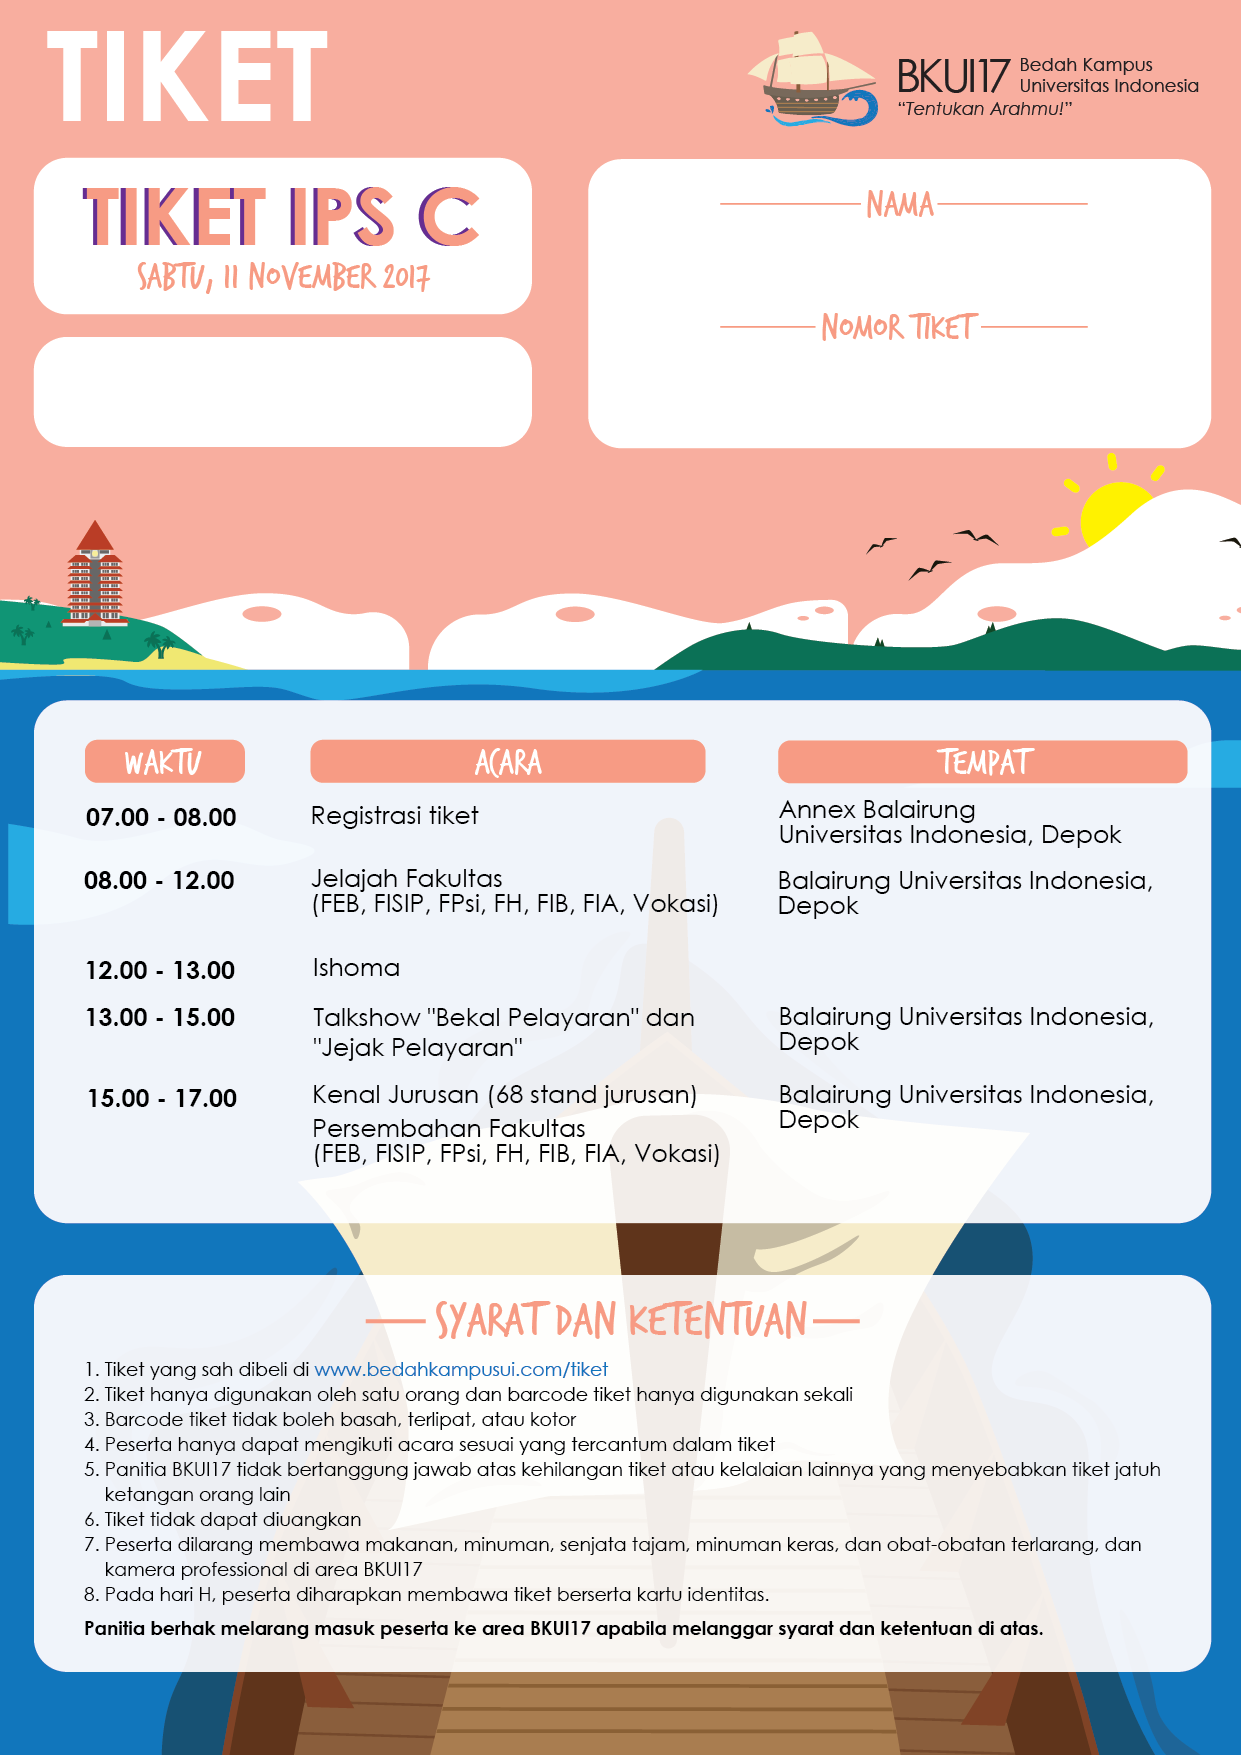 TIKET
BKUI17
Bedah Kampus
Universitas Indonesia
“Tentukan Arahmu!”
TIKET IPS C
SABTU, 11 NOVEMBER 2017
NAMA
NOMOR TIKET
WAKTU ACARA TEMPAT
07.00 - 08.00 Registrasi tiket Annex Balairung
Universitas Indonesia, Depok
08.00 - 12.00 Jelajah Fakultas Balairung Universitas Indonesia,
(FEB, FISIP, FPsi, FH, FIB, FIA, Vokasi) Depok
12.00 - 13.00 Ishoma
13.00 - 15.00 Talkshow "Bekal Pelayaran" dan Balairung Universitas Indonesia,
"Jejak Pelayaran" Depok
15.00 - 17.00 Kenal Jurusan (68 stand jurusan) Balairung Universitas Indonesia,
Depok
Persembahan Fakultas
(FEB, FISIP, FPsi, FH, FIB, FIA, Vokasi)
SYARAT DAN KETENTUAN
1. Tiket yang sah dibeli di www.bedahkampusui.com/tiket
2. Tiket hanya digunakan oleh satu orang dan barcode tiket hanya digunakan sekali
3. Barcode tiket tidak boleh basah, terlipat, atau kotor
4. Peserta hanya dapat mengikuti acara sesuai yang tercantum dalam tiket
5. Panitia BKUI17 tidak bertanggung jawab atas kehilangan tiket atau kelalaian lainnya yang menyebabkan tiket jatuh
ketangan orang lain
6. Tiket tidak dapat diuangkan
7. Peserta dilarang membawa makanan, minuman, senjata tajam, minuman keras, dan obat-obatan terlarang, dan
kamera professional di area BKUI17
8. Pada hari H, peserta diharapkan membawa tiket berserta kartu identitas.
Panitia berhak melarang masuk peserta ke area BKUI17 apabila melanggar syarat dan ketentuan di atas.